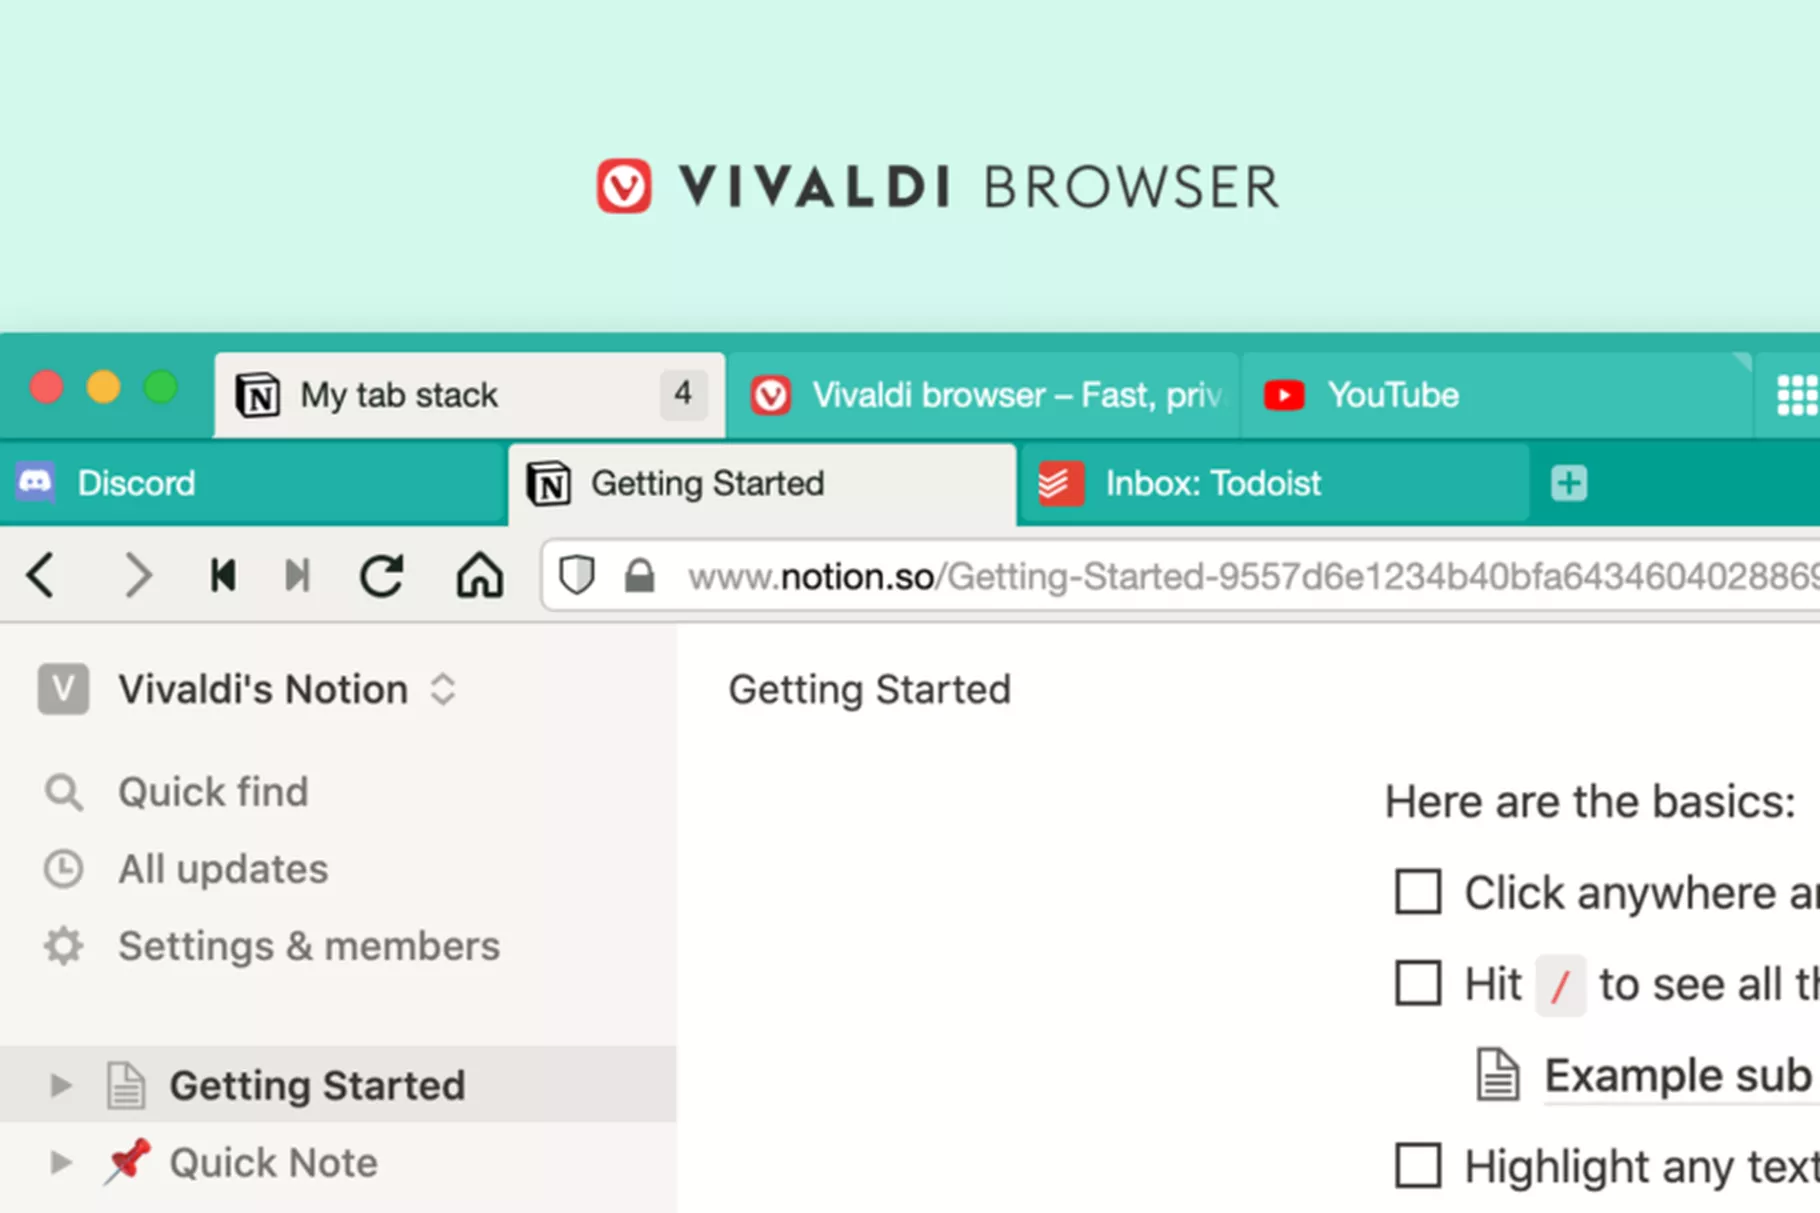 VIVALDI BROWSER
My tab stack 4 Vivaldi browser – Fast, priv YouTube
Discord Getting Started Inbox: Todoist
www.notion.so/Getting-Started-9557d6e1234b40bfa6434604028869
V Vivaldi's Notion
Getting Started
Quick find
All updates
Settings & members
Getting Started
Quick Note
Here are the basics:
Click anywhere
Hit / to see all
Example sub
Highlight any text